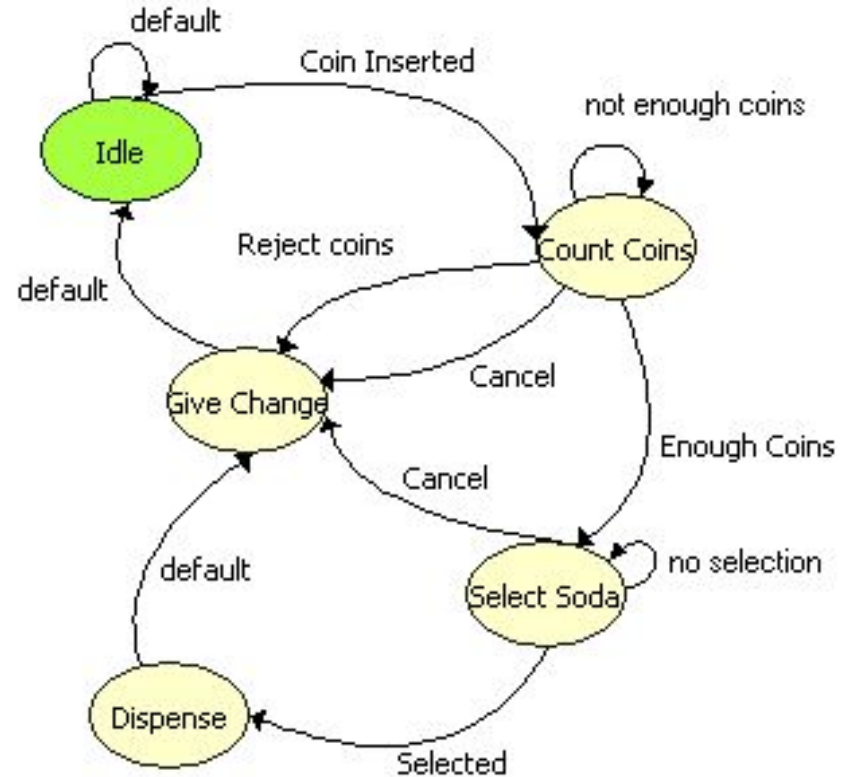 default
Coin Inserted
not enough coins
Idle
Count Coins
Reject coins
default
Cancel
Give Change
Enough Coins
Cancel
no selection
default
Select Soda
Dispense
Selected